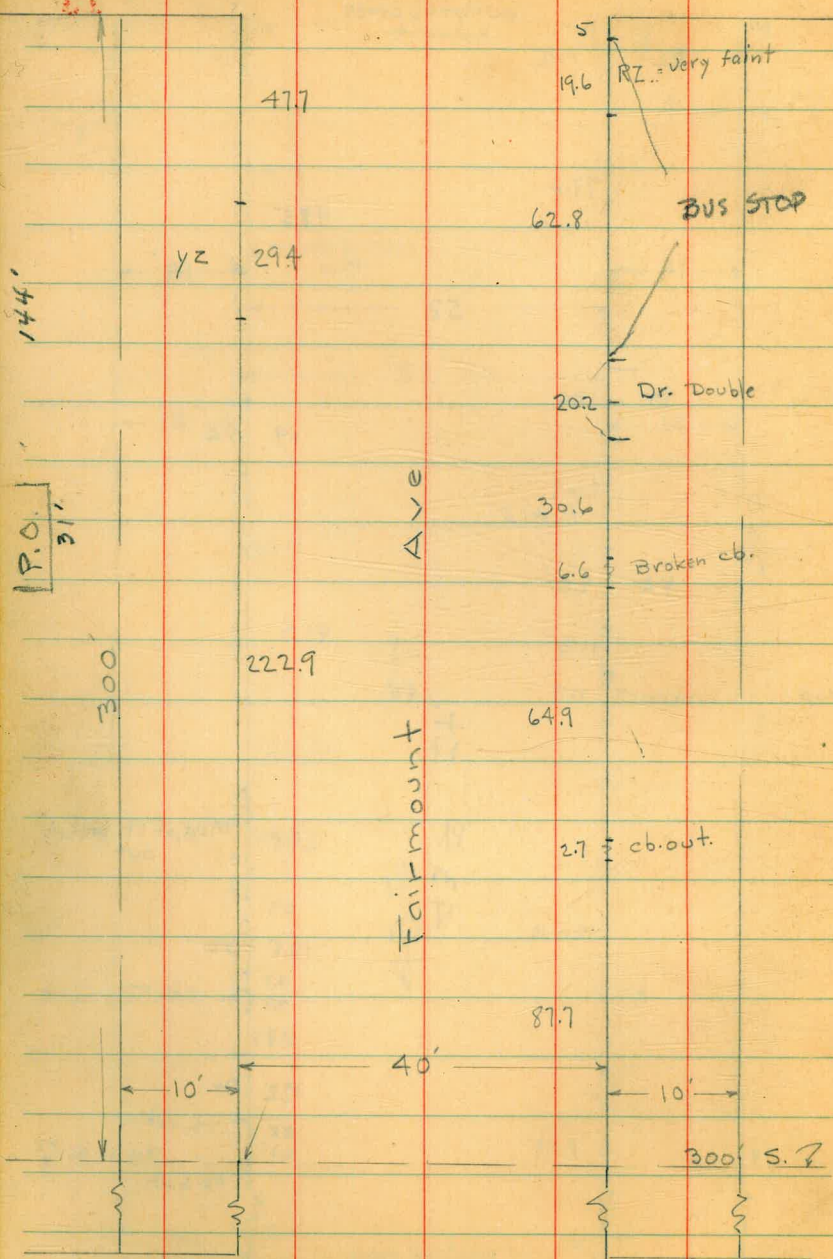 5
19.6 RZ = very faint
47.7
BUS STOP
62.8
yz 29.4
144'
Dr. Double
20.2
Ave
30.6
P.O. 31'
6.6 Broken cb.
300'
222.9
64.9
Fairmount
2.7 cb. out.
87.7
40'
10'
10'
300' S.